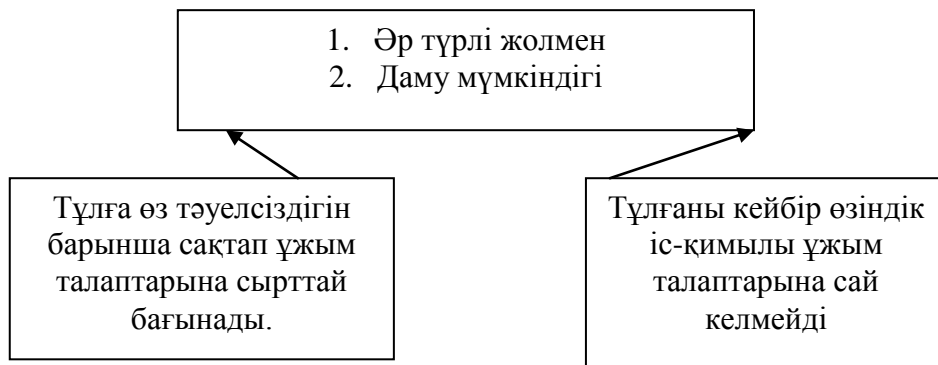 1. Әр түрлі жолмен
2. Даму мүмкіндігі
Тұлға өз тәуелсіздігін
барынша сақтап ұжым
талаптарына сырттай
бағынады.
Тұлғаны кейбір өзіндік
іс-қимылы ұжым
талаптарына сай
келмейді